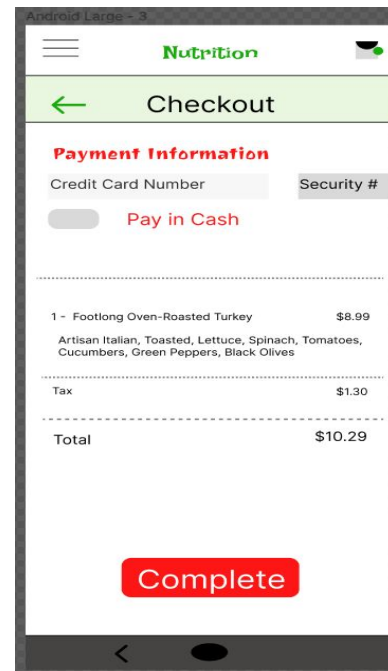 Android Large - 3
Nutrition
Checkout
Payment Information
Credit Card Number Security #
Pay in Cash
1 - Footlong Oven-Roasted Turkey $8.99
Artisan Italian, Toasted, Lettuce, Spinach, Tomatoes,
Cucumbers, Green Peppers, Black Olives
Tax $1.30
Total $10.29
Complete